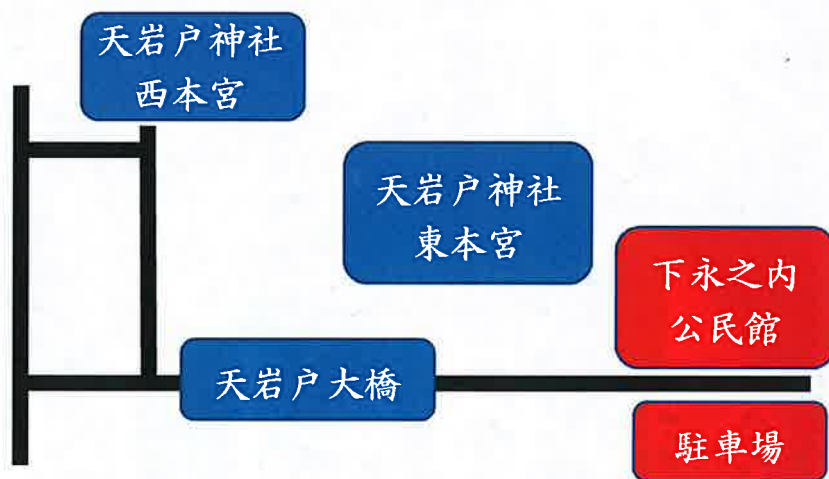 天岩戸神社
西本宮
天岩戸神社
東本宮
下永之内
公民館
天岩戸大橋
駐車場